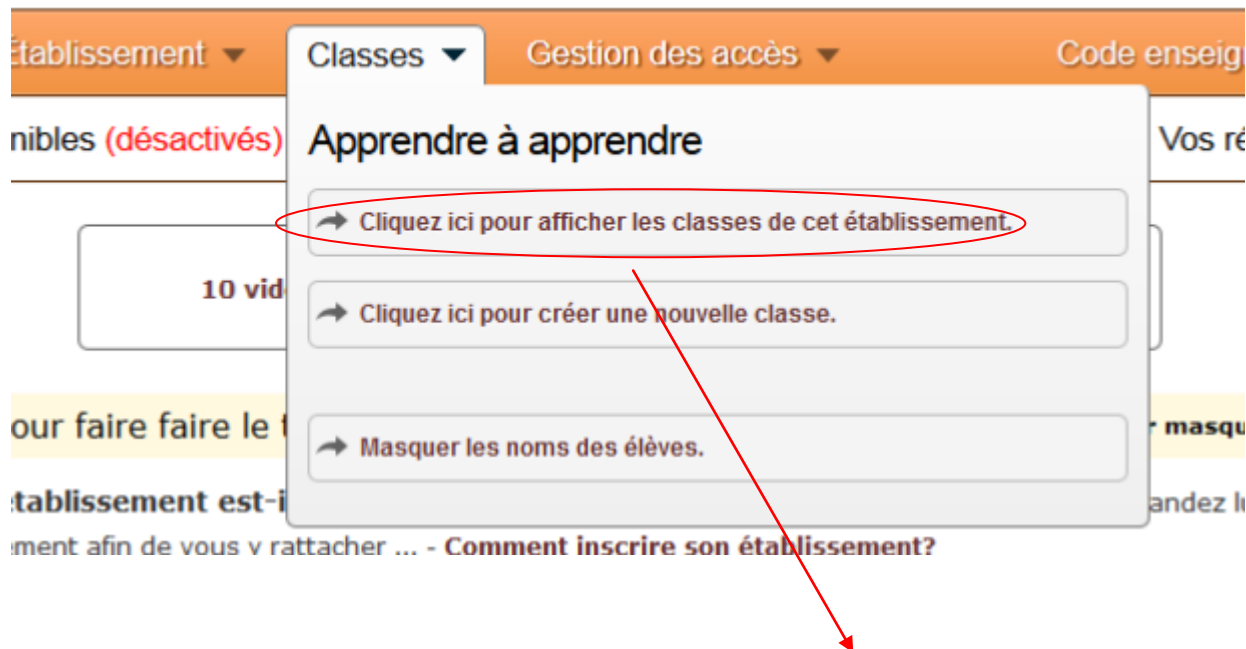 Établissement Classes Gestion des accès Code enseig
nibles (désactivés) Apprendre à apprendre Vos ré
Cliquez ici pour afficher les classes de cet établissement.
10 vid
Cliquez ici pour créer une nouvelle classe.
our faire faire le t r masqu
Masquer les noms des élèves.
établissement est-i andez lu
ement afin de vous y rattacher ... - Comment inscrire son établissement?